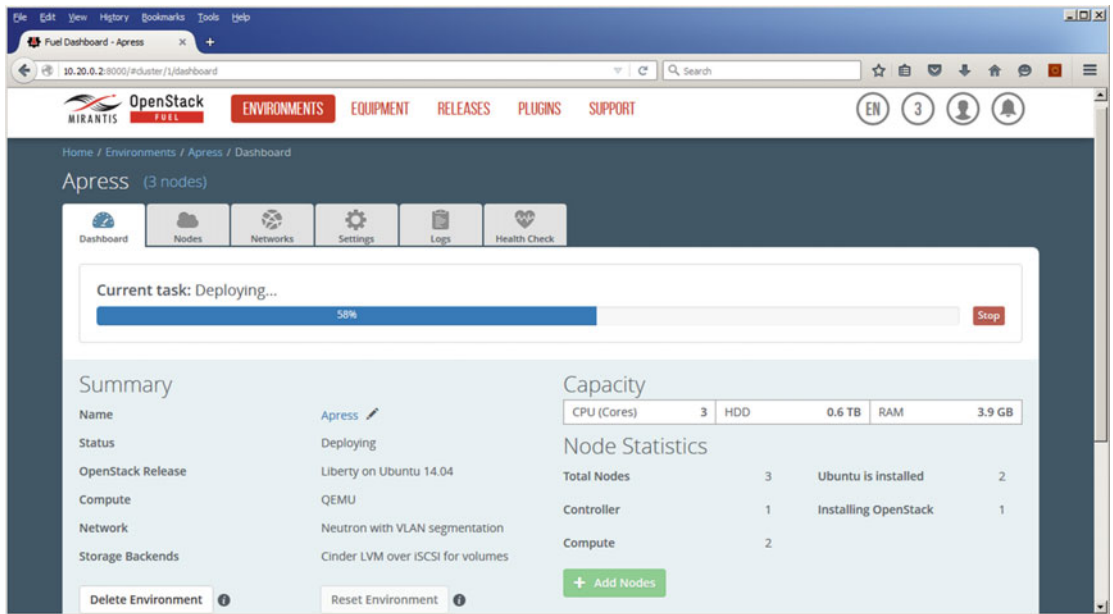 File Edit View History Bookmarks Tools Help
Fuel Dashboard - Apress × +
10.20.0.2:8000/#cluster/1/dashboard Search
MIRANTIS OpenStack FUEL ENVIRONMENTS EQUIPMENT RELEASES PLUGINS SUPPORT EN 3
Home / Environments / Apress / Dashboard
Apress (3 nodes)
Dashboard Nodes Networks Settings Logs Health Check
Current task: Deploying...
58% Stop
Summary
Name Apress
Status Deploying
OpenStack Release Liberty on Ubuntu 14.04
Compute QEMU
Network Neutron with VLAN segmentation
Storage Backends Cinder LVM over iSCSI for volumes
Delete Environment Reset Environment
Capacity
CPU (Cores) 3 HDD 0.6 TB RAM 3.9 GB
Node Statistics
Total Nodes 3 Ubuntu is installed 2
Controller 1 Installing OpenStack 1
Compute 2
+ Add Nodes